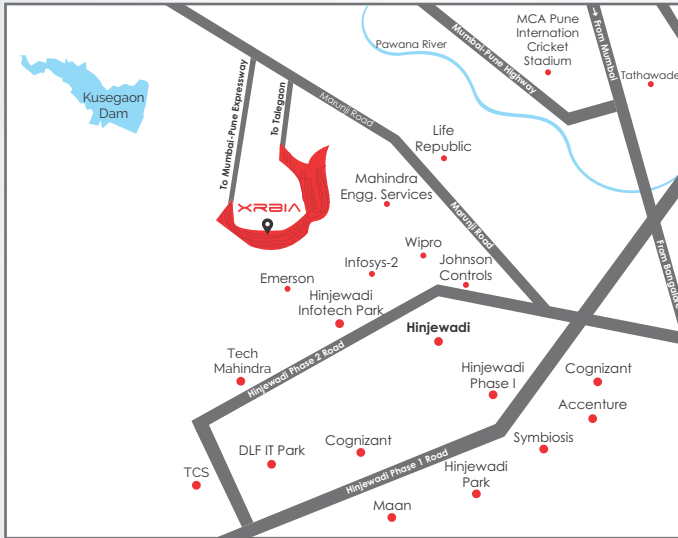 MCA Pune
Internation
Cricket
Stadium
From Mumbai
Mumbai-Pune Highway
Pawana River
Tathawade
Kusegaon
Dam
To Mumbai-Pune Expressway
To Talegaon
Marunji Road
Life
Republic
Mahindra
Engg. Services
XRBIA
Marunji Road
Wipro
Infosys-2
Johnson
Controls
From Bangalore
Emerson
Hinjewadi
Infotech Park
Hinjewadi
Tech
Mahindra
Hinjewadi Phase 2 Road
Hinjewadi
Phase I
Cognizant
Accenture
Symbiosis
DLF IT Park
Cognizant
Hinjewadi Phase 1 Road
Hinjewadi
Park
TCS
Maan